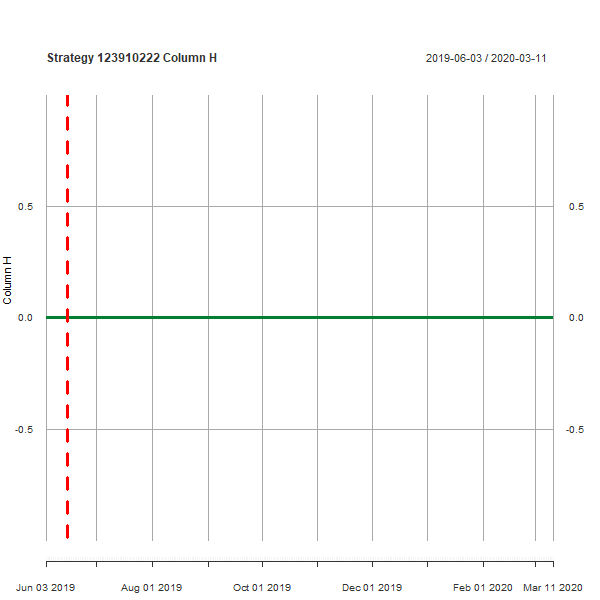 Strategy 123910222 Column H
2019-06-03 / 2020-03-11
0.5
0.5
Column H
0.0
0.0
-0.5
-0.5
Jun 03 2019
Aug 01 2019
Oct 01 2019
Dec 01 2019
Feb 01 2020
Mar 11 2020